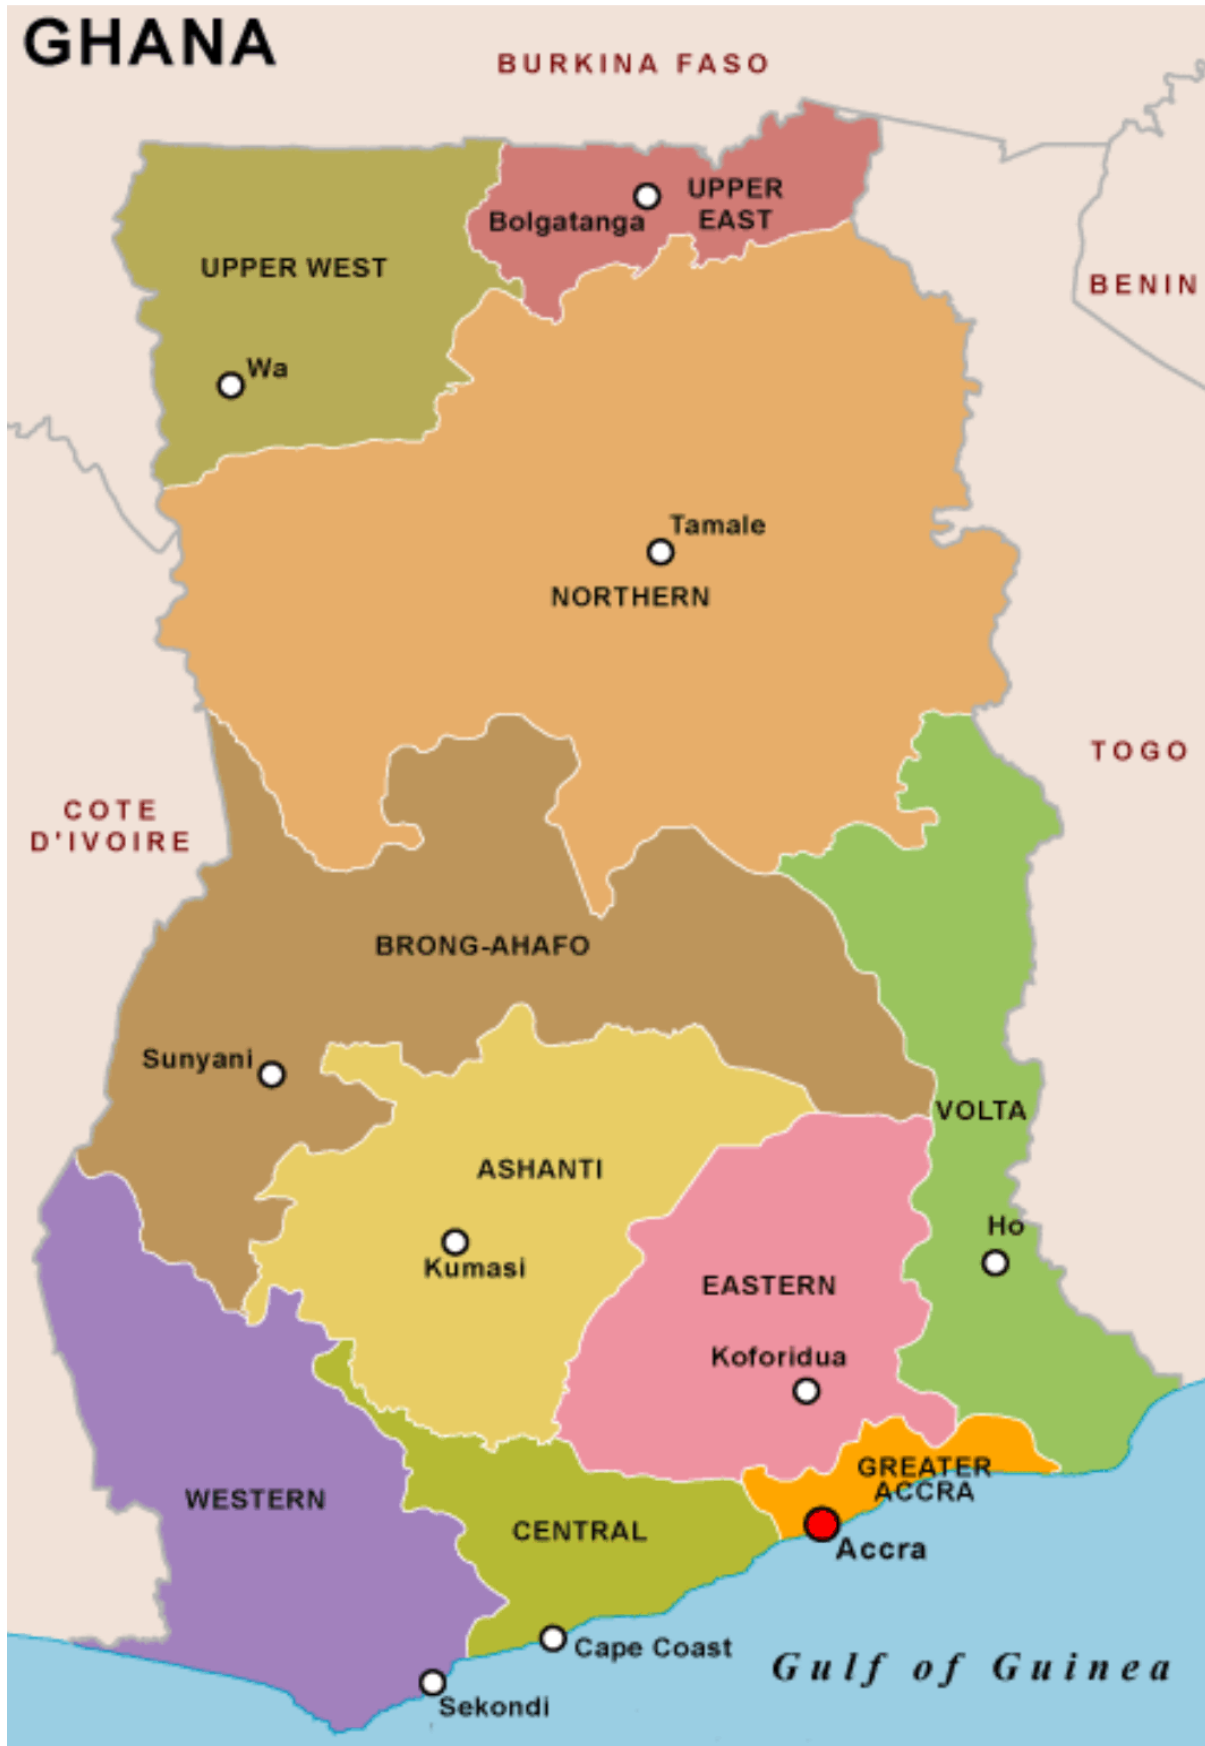 GHANA
BURKINA FASO
UPPER
EAST
Bolgatanga
UPPER WEST
BENIN
Wa
Tamale
NORTHERN
TOGO
COTE
D'IVOIRE
BRONG-AHAFO
Sunyani
VOLTA
ASHANTI
Ho
Kumasi
EASTERN
Koforidua
GREATER
ACCRA
WESTERN
CENTRAL
Accra
Cape Coast
Gulf of Guinea
Sekondi